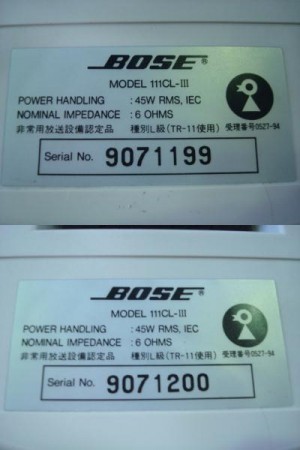 BOSE®
MODEL 111CL-III
POWER HANDLING : 45W RMS, IEC
NOMINAL IMPEDANCE : 6 OHMS
非常用放送設備認定品 種別L級(TR-11使用) 受理番号0527-94
Serial No. 9071199
BOSE®
MODEL 111CL-III
POWER HANDLING : 45W RMS, IEC
NOMINAL IMPEDANCE : 6 OHMS
非常用放送設備認定品 種別L級(TR-11使用) 受理番号0527-94
Serial No. 9071200